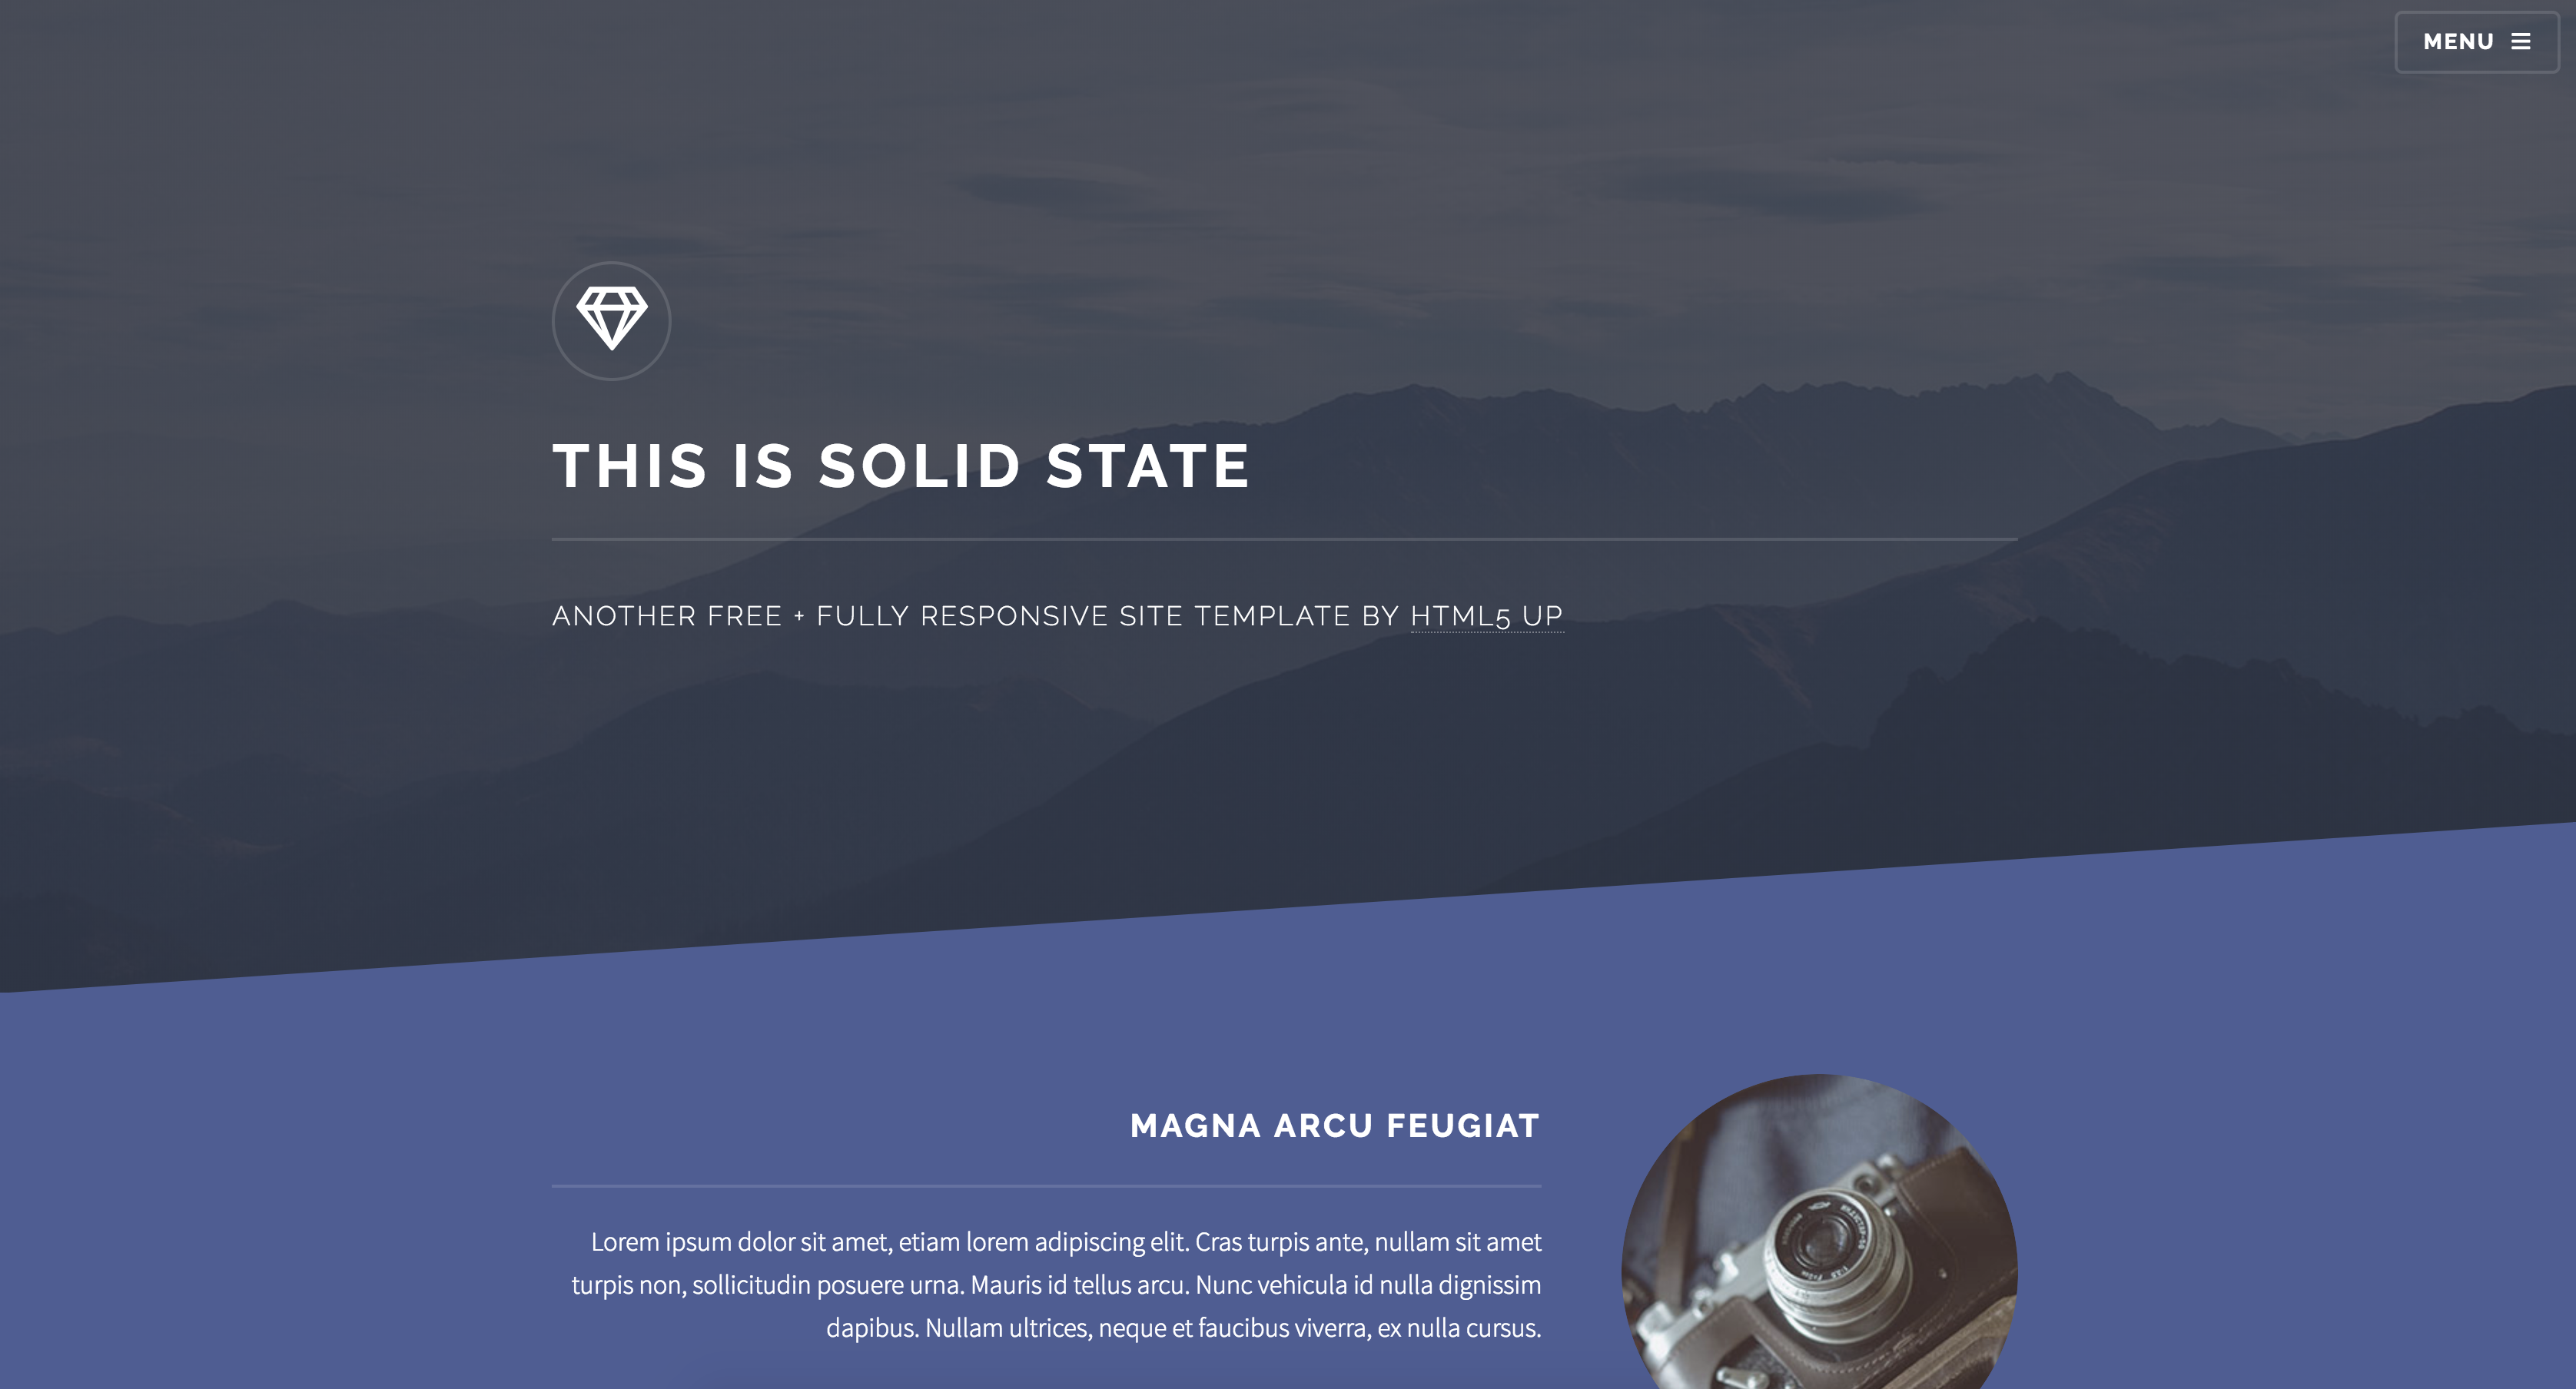 MENU
THIS IS SOLID STATE
ANOTHER FREE + FULLY RESPONSIVE SITE TEMPLATE BY HTML5 UP
MAGNA ARCU FEUGIAT
Lorem ipsum dolor sit amet, etiam lorem adipiscing elit. Cras turpis ante, nullam sit amet
turpis non, sollicitudin posuere urna. Mauris id tellus arcu. Nunc vehicula id nulla dignissim
dapibus. Nullam ultrices, neque et faucibus viverra, ex nulla cursus.